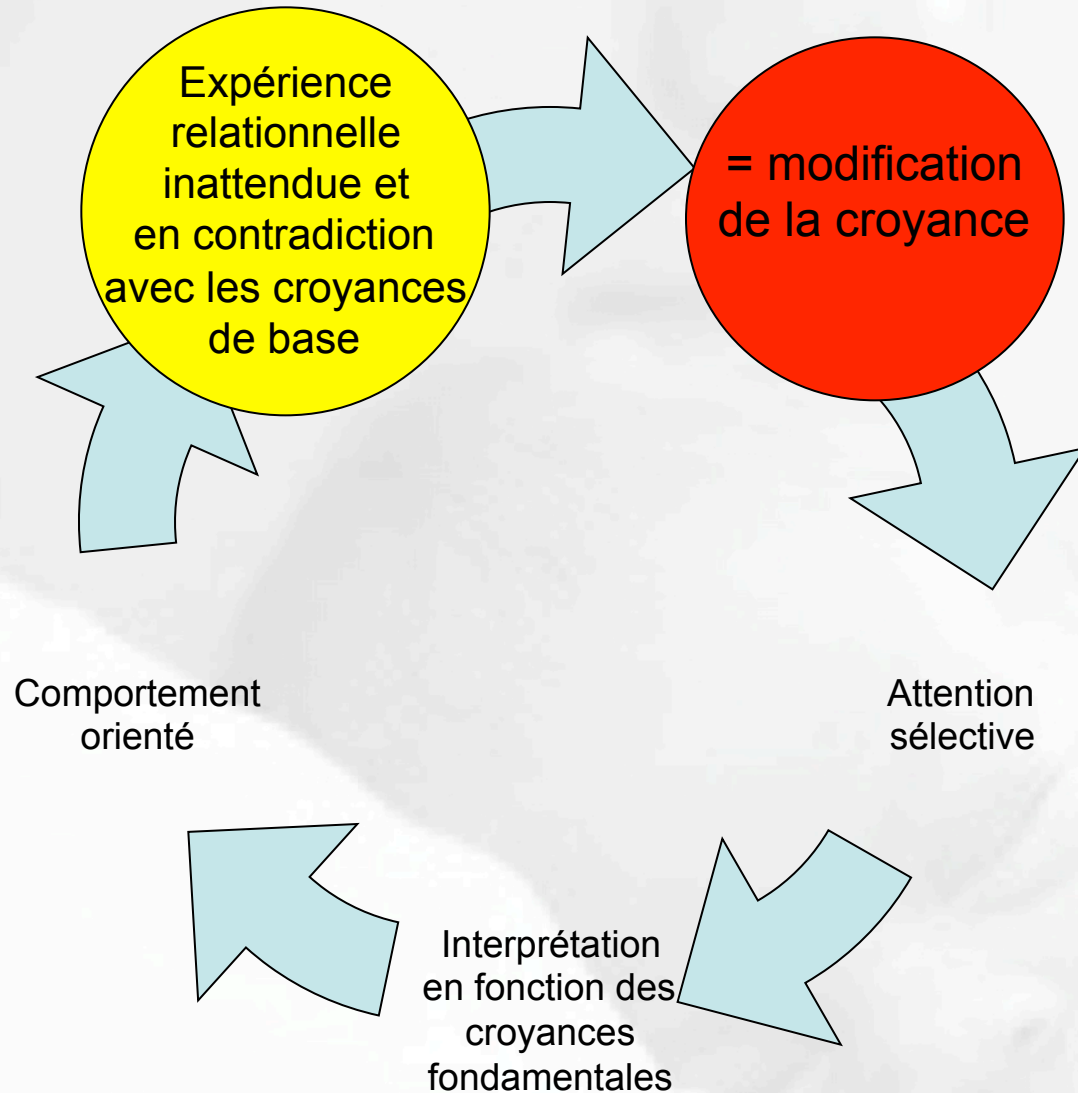 Expérience
relationnelle
inattendue et
en contradiction
avec les croyances
de base
= modification
de la croyance
Attention
sélective
Interprétation
en fonction des
croyances
fondamentales
Comportement
orienté